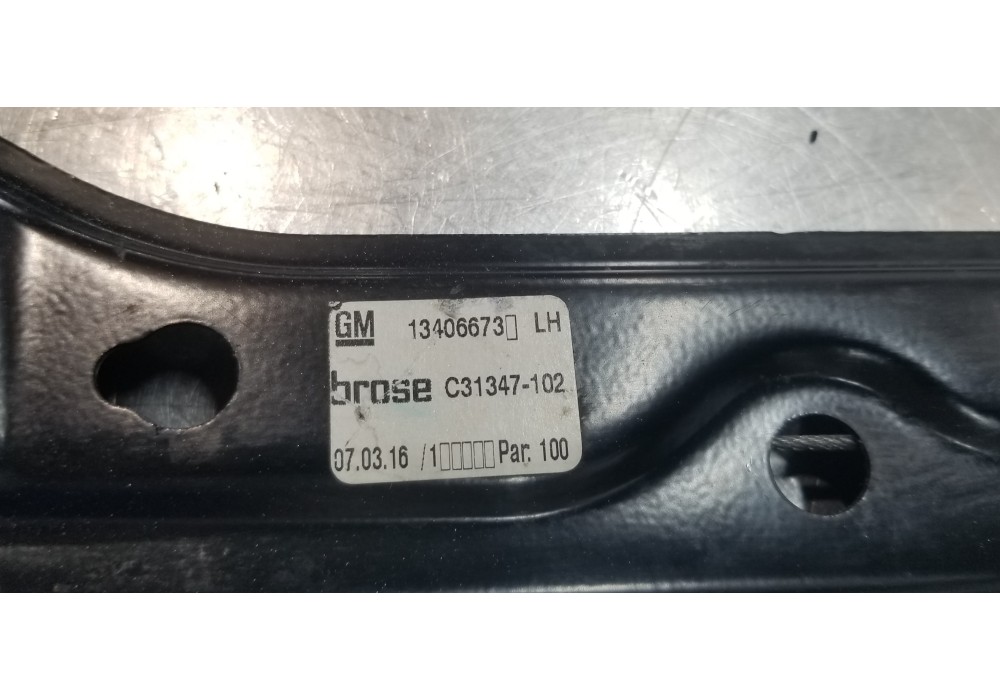 GM 13406673▯ LH
brose C31347-102
07.03.16 /1▯▯▯▯▯ Par. 100